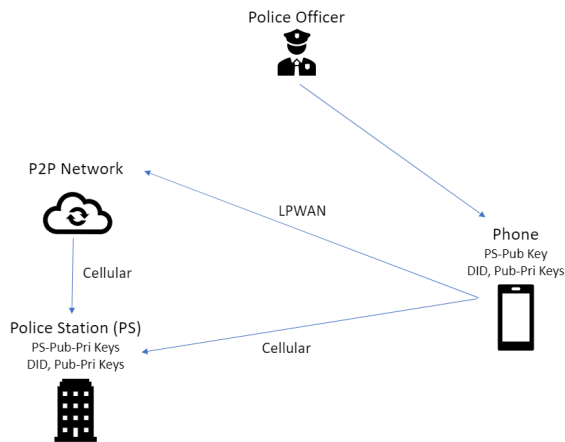 Police Officer
P2P Network
LPWAN
Phone
PS-Pub Key
DID, Pub-Pri Keys
Cellular
Police Station (PS)
PS-Pub-Pri Keys
DID, Pub-Pri Keys
Cellular